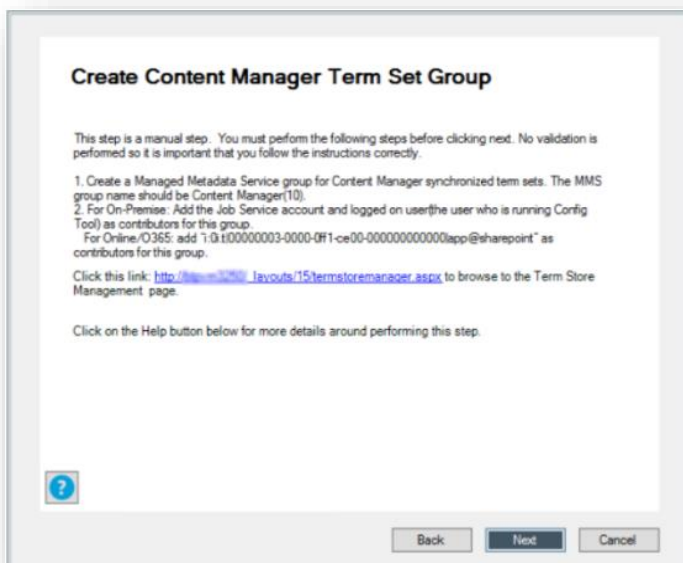 Create Content Manager Term Set Group
This step is a manual step. You must perform the following steps before clicking next. No validation is
performed so it is important that you follow the instructions correctly.
1. Create a Managed Metadata Service group for Content Manager synchronized term sets. The MMS
group name should be Content Manager(10).
2. For On-Premise: Add the Job Service account and logged on user(the user who is running Config
Tool) as contributors for this group.
For Online/O365: add "i:0i.t|00000003-0000-0ff1-ce00-000000000000|app@sharepoint" as
contributors for this group.
Click this link: http:// _layouts/15/termstoremanager.aspx to browse to the Term Store
Management page.
Click on the Help button below for more details around performing this step.
?
Back Next Cancel